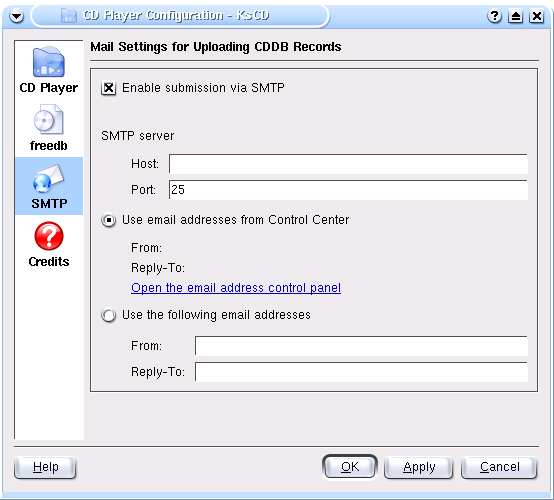 CD Player Configuration - KsCD
Mail Settings for Uploading CDDB Records
CD Player
freedb
SMTP
Credits
Enable submission via SMTP
SMTP server
Host:
Port: 25
Use email addresses from Control Center
From:
Reply-To:
Open the email address control panel
Use the following email addresses
From:
Reply-To:
Help OK Apply Cancel